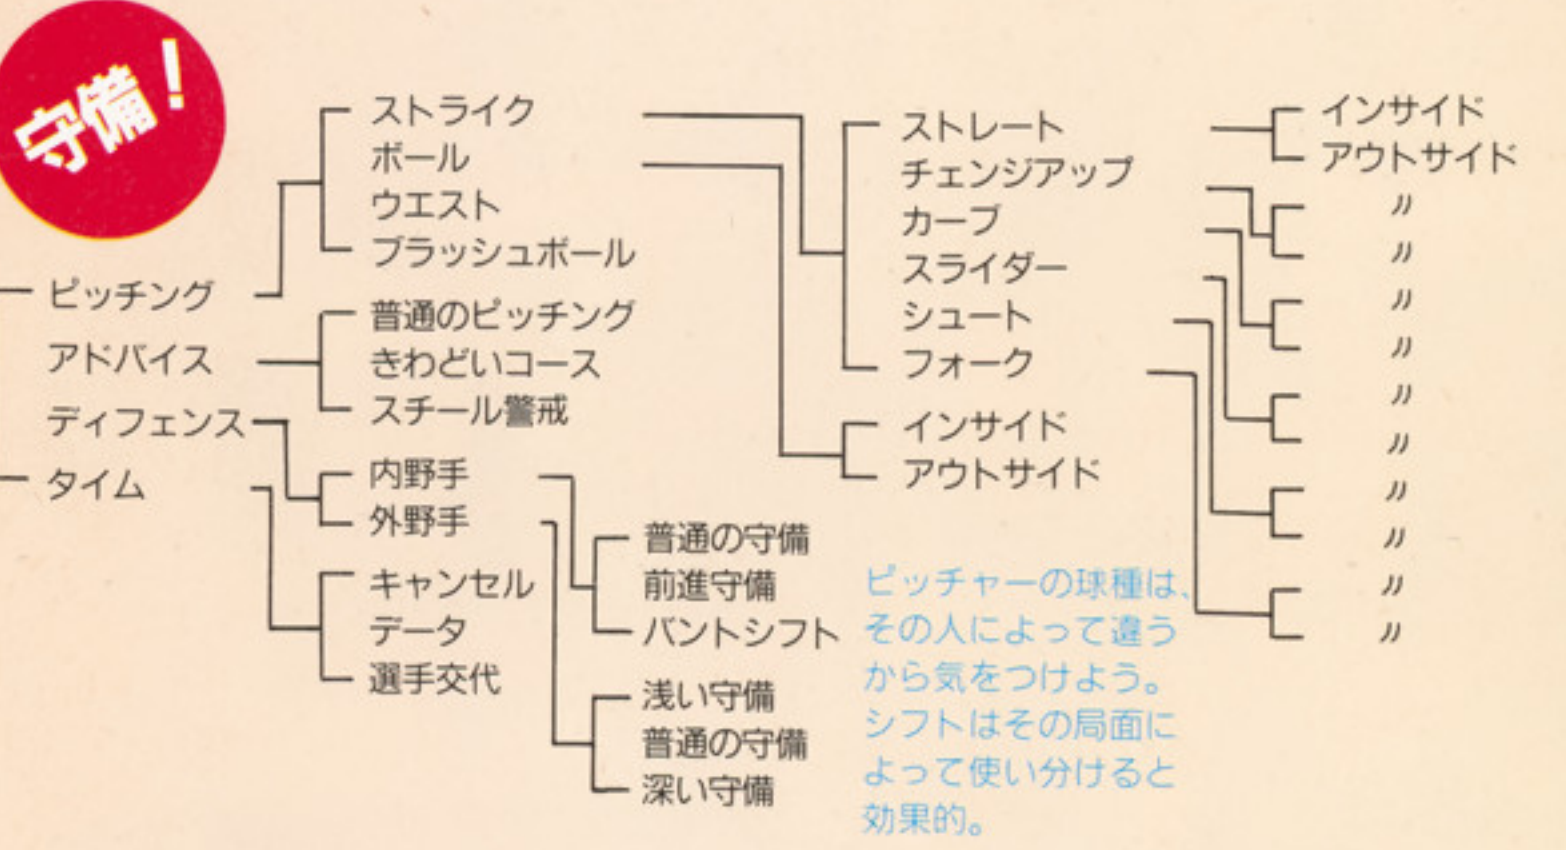 守備!
ピッチング
アドバイス
ディフェンス
タイム
ストライク
ボール
ウエスト
ブラッシュボール
普通のピッチング
きわどいコース
スチール警戒
内野手
外野手
キャンセル
データ
選手交代
普通の守備
前進守備
バントシフト
浅い守備
普通の守備
深い守備
ストレート
チェンジアップ
カーブ
スライダー
シュート
フォーク
インサイド
アウトサイド
インサイド
アウトサイド
〃
〃
〃
〃
〃
〃
〃
〃
〃
〃
ピッチャーの球種は、
その人によって違う
から気をつけよう。
シフトはその局面に
よって使い分けると
効果的。